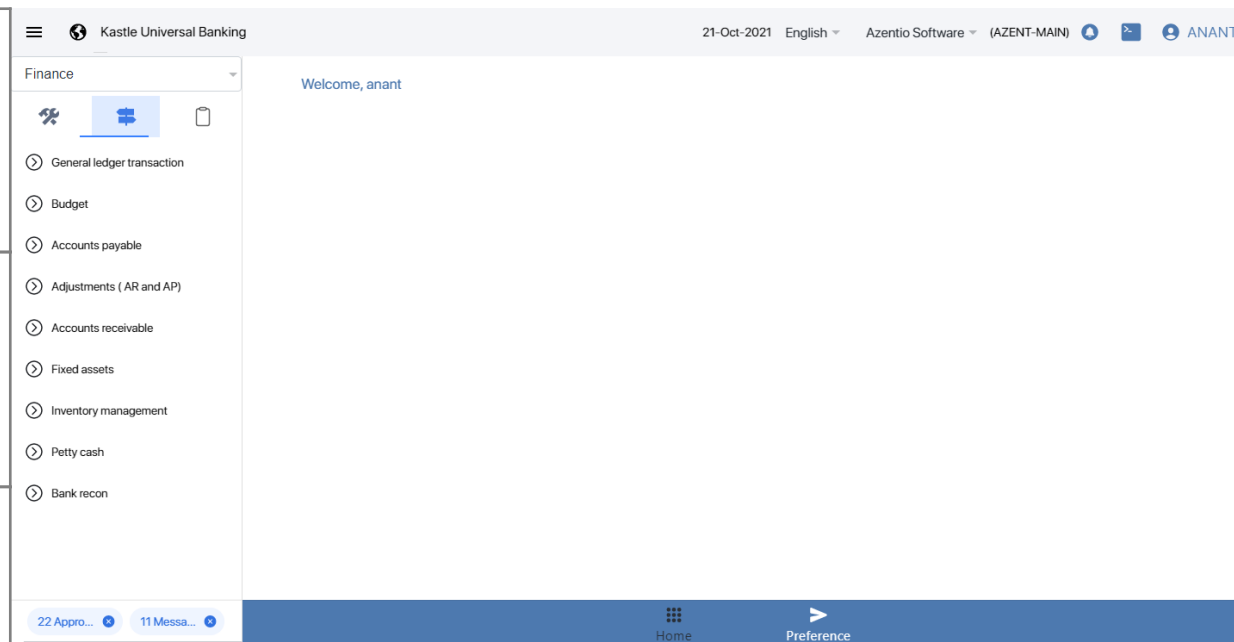 Kastle Universal Banking
21-Oct-2021 English Azentio Software (AZENT-MAIN) ANANT
Finance
Welcome, anant
General ledger transaction
Budget
Accounts payable
Adjustments ( AR and AP)
Accounts receivable
Fixed assets
Inventory management
Petty cash
Bank recon
22 Appro... 11 Messa...
Home Preference